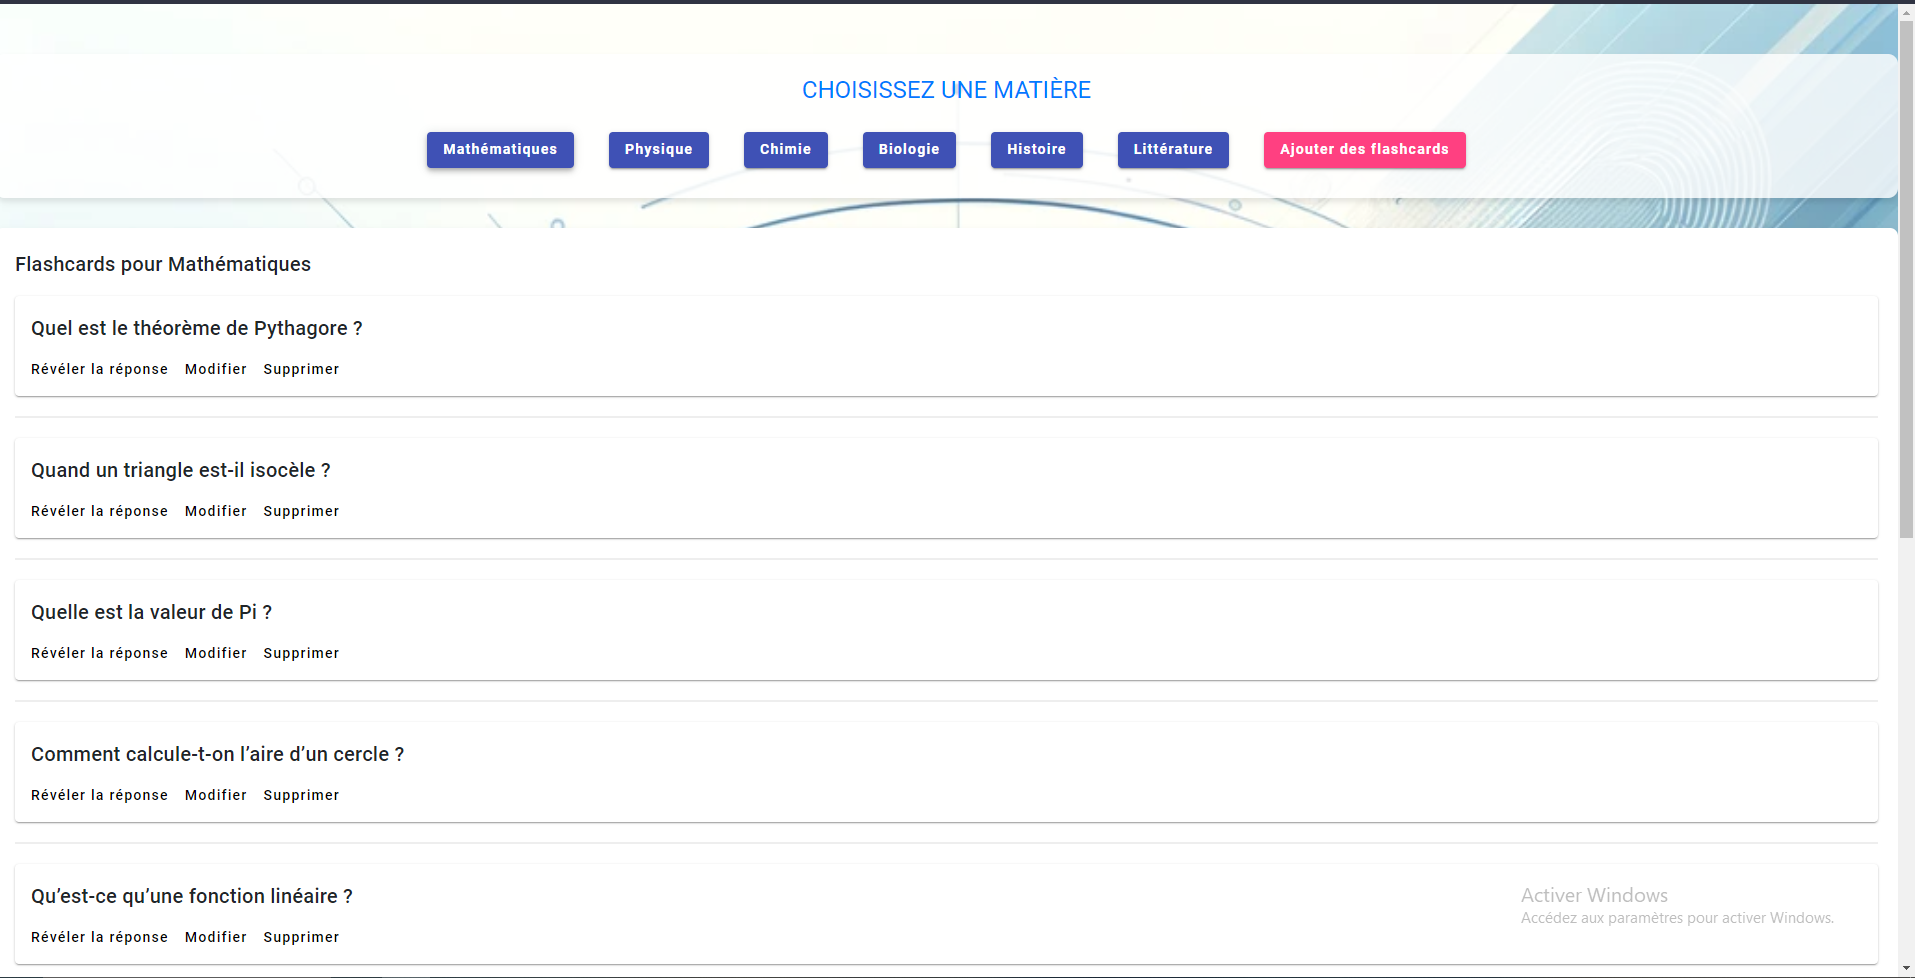 CHOISISSEZ UNE MATIÈRE
Mathématiques Physique Chimie Biologie Histoire Littérature Ajouter des flashcards
Flashcards pour Mathématiques
Quel est le théorème de Pythagore ?
Révéler la réponse Modifier Supprimer
Quand un triangle est-il isocèle ?
Révéler la réponse Modifier Supprimer
Quelle est la valeur de Pi ?
Révéler la réponse Modifier Supprimer
Comment calcule-t-on l’aire d’un cercle ?
Révéler la réponse Modifier Supprimer
Qu’est-ce qu’une fonction linéaire ?
Révéler la réponse Modifier Supprimer
Activer Windows
Accédez aux paramètres pour activer Windows.